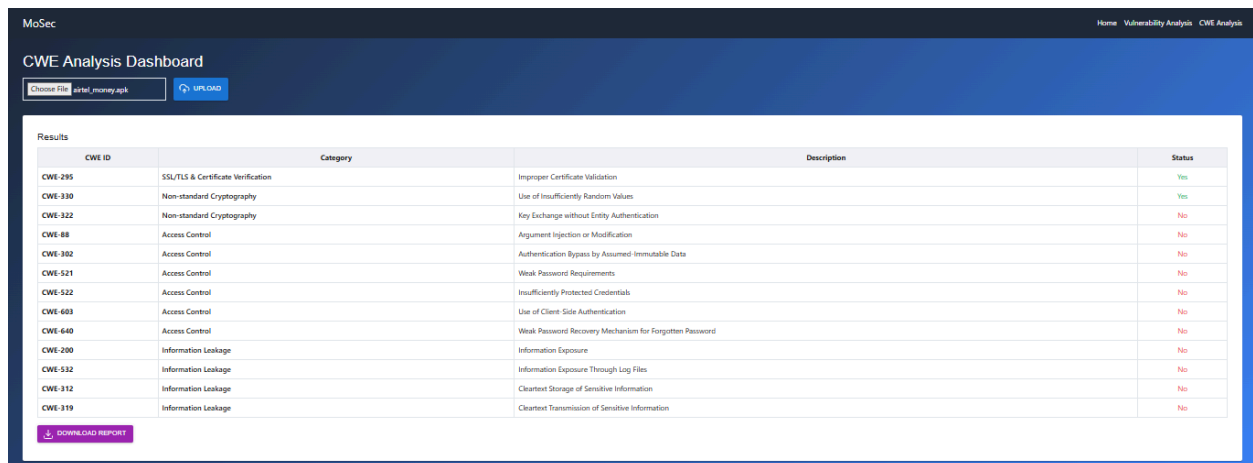 MoSec Home Vulnerability Analysis CWE Analysis
CWE Analysis Dashboard
Choose File airtel_money.apk UPLOAD
Results
CWE ID Category Description Status
CWE-295 SSL/TLS & Certificate Verification Improper Certificate Validation Yes
CWE-330 Non-standard Cryptography Use of Insufficiently Random Values Yes
CWE-322 Non-standard Cryptography Key Exchange without Entity Authentication No
CWE-88 Access Control Argument Injection or Modification No
CWE-302 Access Control Authentication Bypass by Assumed-Immutable Data No
CWE-521 Access Control Weak Password Requirements No
CWE-522 Access Control Insufficiently Protected Credentials No
CWE-603 Access Control Use of Client-Side Authentication No
CWE-640 Access Control Weak Password Recovery Mechanism for Forgotten Password No
CWE-200 Information Leakage Information Exposure No
CWE-532 Information Leakage Information Exposure Through Log Files No
CWE-312 Information Leakage Cleartext Storage of Sensitive Information No
CWE-319 Information Leakage Cleartext Transmission of Sensitive Information No
DOWNLOAD REPORT